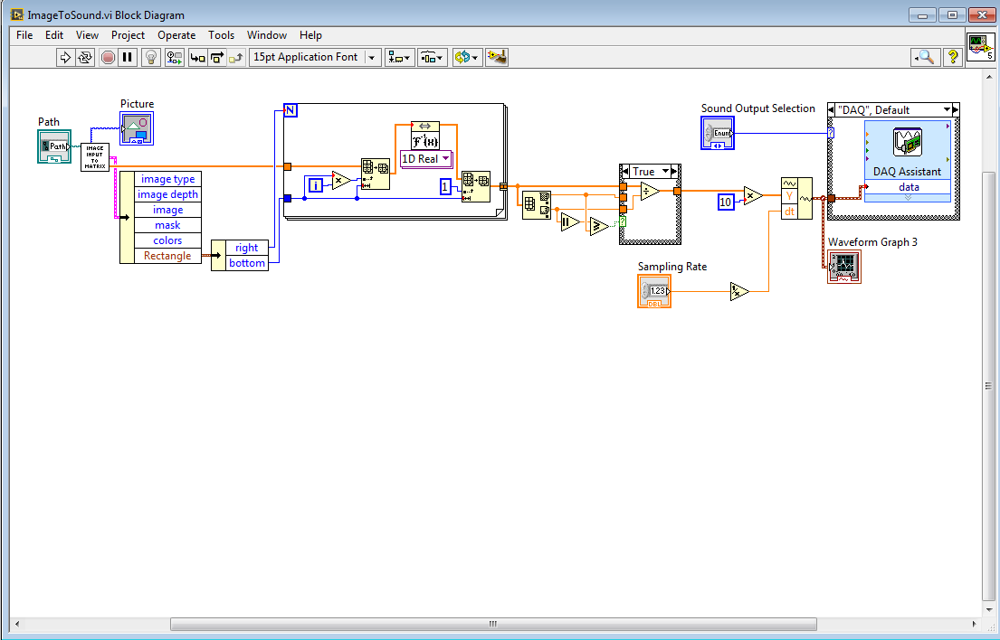 ImageToSound.vi Block Diagram
File Edit View Project Operate Tools Window Help
15pt Application Font
5
Picture
Path
Path
IMAGE
INPUT
TO
MATRIX
image type
image depth
image
mask
colors
Rectangle
right
bottom
N
i
1D Real
1
True
Sampling Rate
1.23
DBL
10
Y
dt
Sound Output Selection
Enum
"DAQ", Default
DAQ Assistant
data
Waveform Graph 3